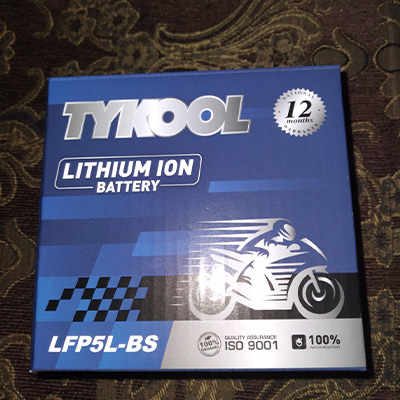 TYKOOL
12
months
LITHIUM ION
BATTERY
LFP5L-BS
100%
QUALITY ASSURANCE
ISO 9001
100%